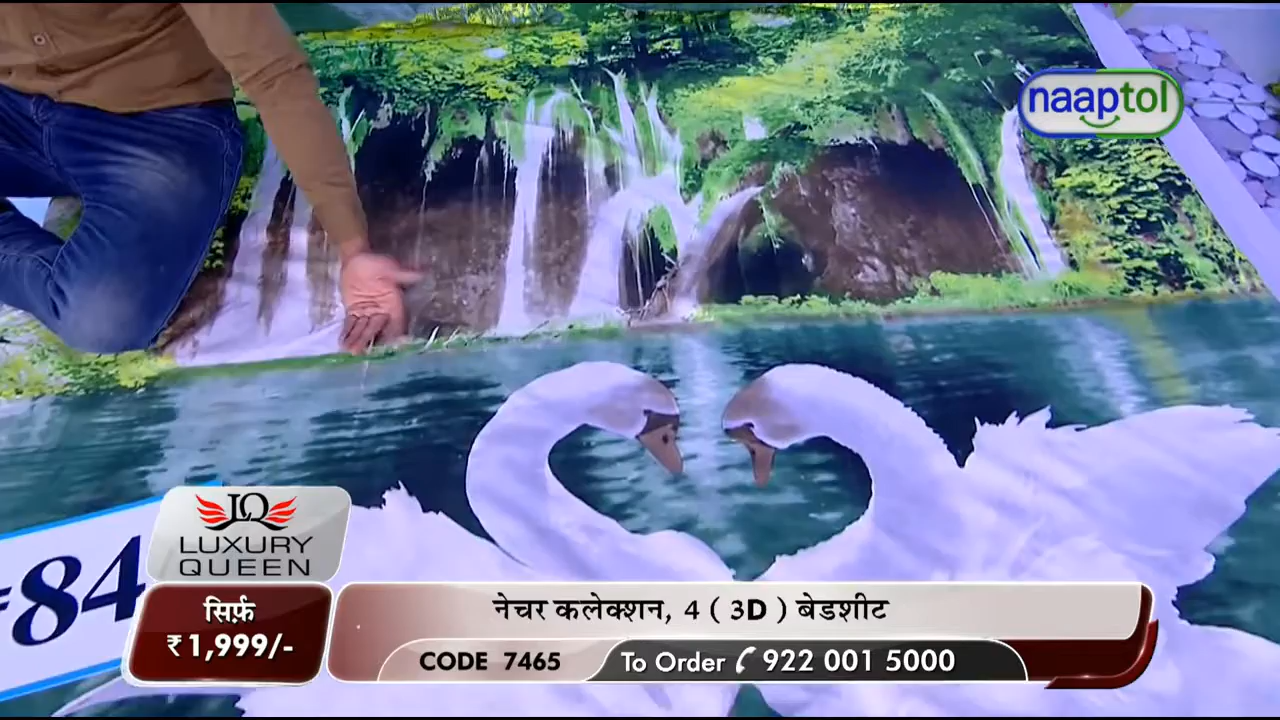 naaptol
=84
LQ
LUXURY
QUEEN
सिर्फ़
₹1,999/-
नेचर कलेक्शन, 4 ( 3D ) बेडशीट
CODE 7465
To Order 922 001 5000